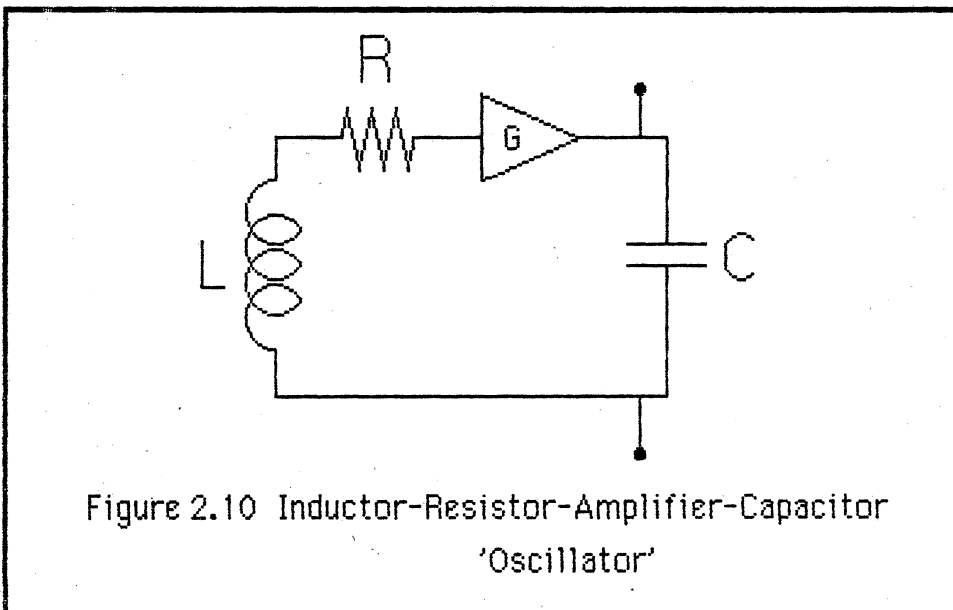 R
G
L
C
Figure 2.10 Inductor-Resistor-Amplifier-Capacitor
'Oscillator'